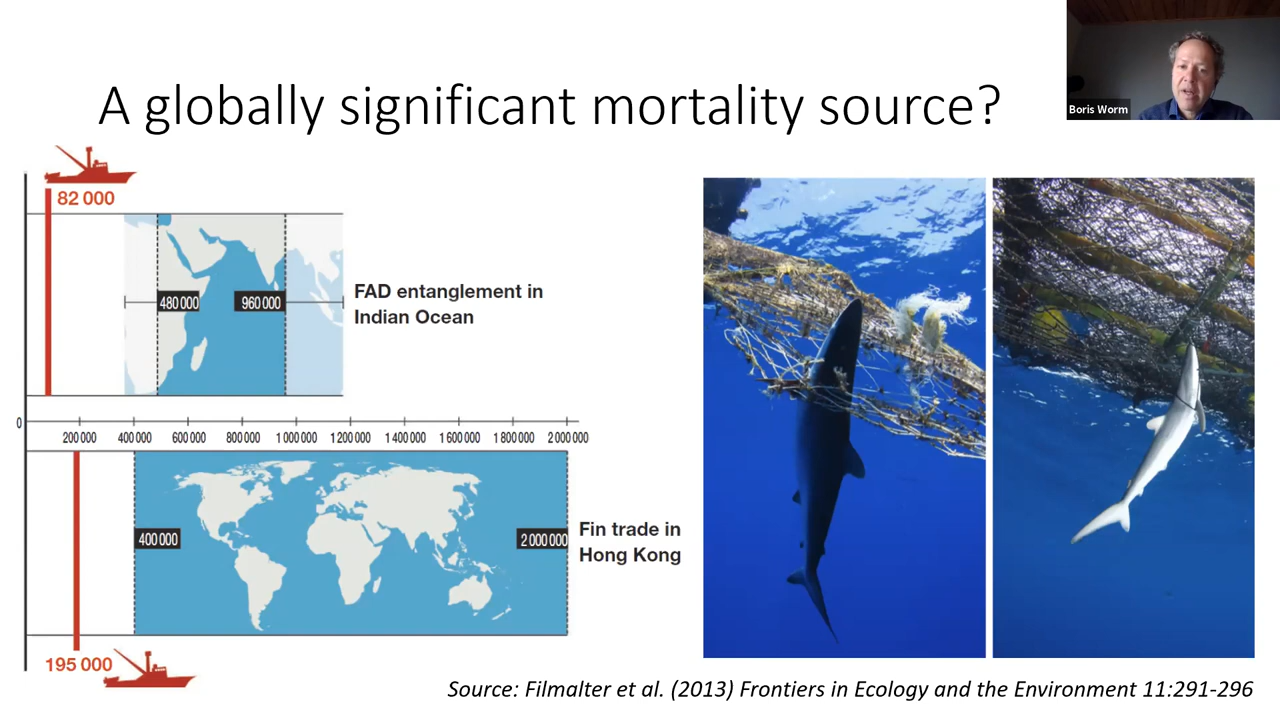 A globally significant mortality source?
Boris Worm
82 000
480 000
960 000
FAD entanglement in
Indian Ocean
0
200 000 400 000 600 000 800 000 1 000 000 1 200 000 1 400 000 1 600 000 1 800 000 2 000 000
400 000
2 000 000
Fin trade in
Hong Kong
195 000
Source: Filmalter et al. (2013) Frontiers in Ecology and the Environment 11:291-296